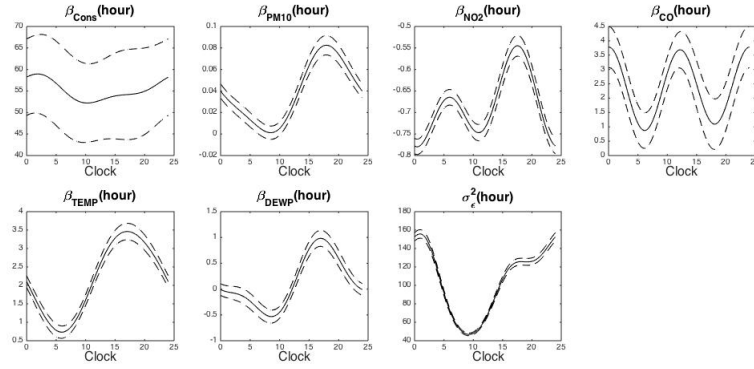 β_Cons(hour)
70
65
60
55
50
45
40
0 5 10 15 20 25
Clock
β_PM10(hour)
0.1
0.08
0.06
0.04
0.02
0
-0.02
0 5 10 15 20 25
Clock
β_NO2(hour)
-0.5
-0.55
-0.6
-0.65
-0.7
-0.75
-0.8
0 5 10 15 20 25
Clock
β_CO(hour)
4.5
4
3.5
3
2.5
2
1.5
1
0.5
0
0 5 10 15 20 25
Clock
β_TEMP(hour)
4
3.5
3
2.5
2
1.5
1
0.5
0 5 10 15 20 25
Clock
β_DEWP(hour)
1.5
1
0.5
0
-0.5
-1
0 5 10 15 20 25
Clock
σ_ϵ^2(hour)
180
160
140
120
100
80
60
40
0 5 10 15 20 25
Clock